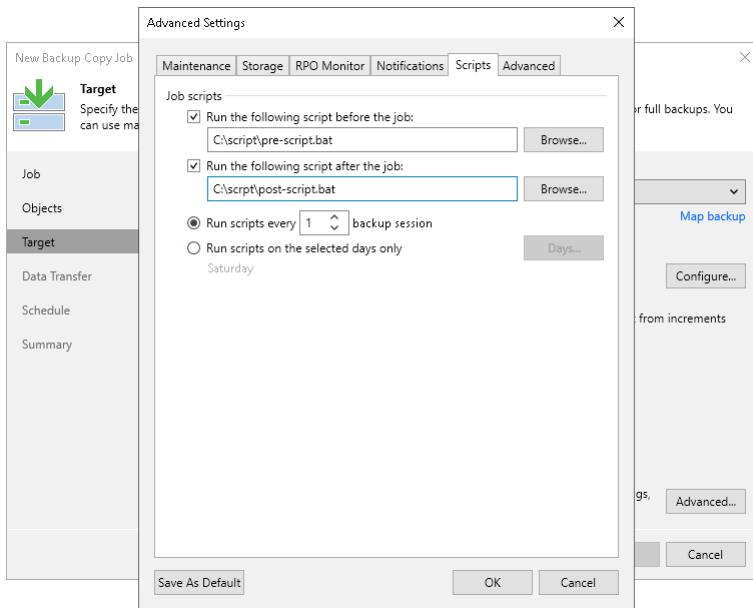 Advanced Settings
New Backup Copy Job
Target
Specify the
can use ma
or full backups. You
Maintenance Storage RPO Monitor Notifications Scripts Advanced
Job scripts
Run the following script before the job:
C:\script\pre-script.bat Browse...
Run the following script after the job:
C:\scrpt\post-script.bat Browse...
Run scripts every 1 backup session
Run scripts on the selected days only Days...
Saturday
Job
Objects
Target
Data Transfer
Schedule
Summary
Map backup
Configure...
from increments
gs, Advanced...
Cancel
Save As Default OK Cancel